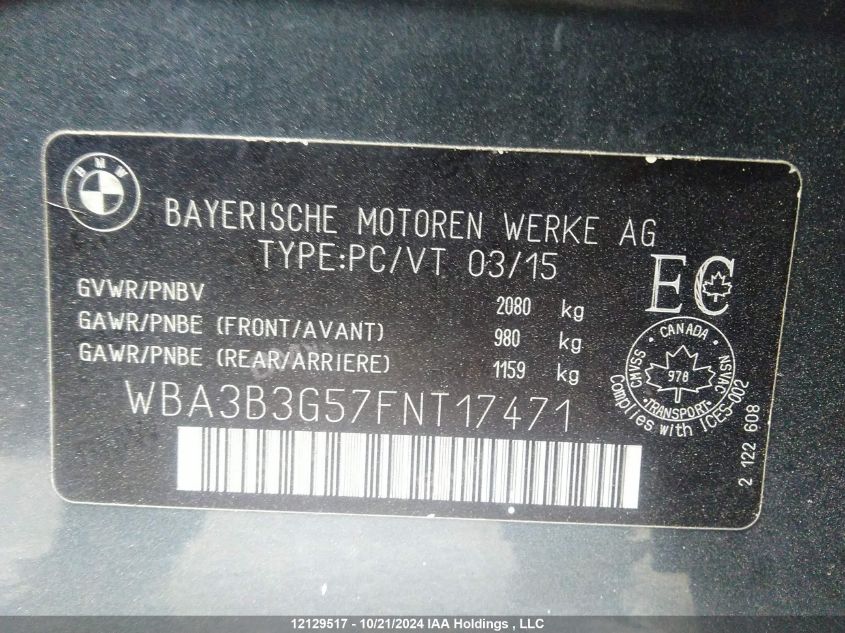 BMW
BAYERISCHE MOTOREN WERKE AG
TYPE:PC/VT 03/15
EC
GVWR/PNBV 2080 kg
GAWR/PNBE (FRONT/AVANT) 980 kg
GAWR/PNBE (REAR/ARRIERE) 1159 kg
WBA3B3G57FNT17471
CMVSS · CANADA · NSVAC
978
· TRANSPORT ·
Complies with ICES-002
2 122 608
12129517 - 10/21/2024 IAA Holdings , LLC